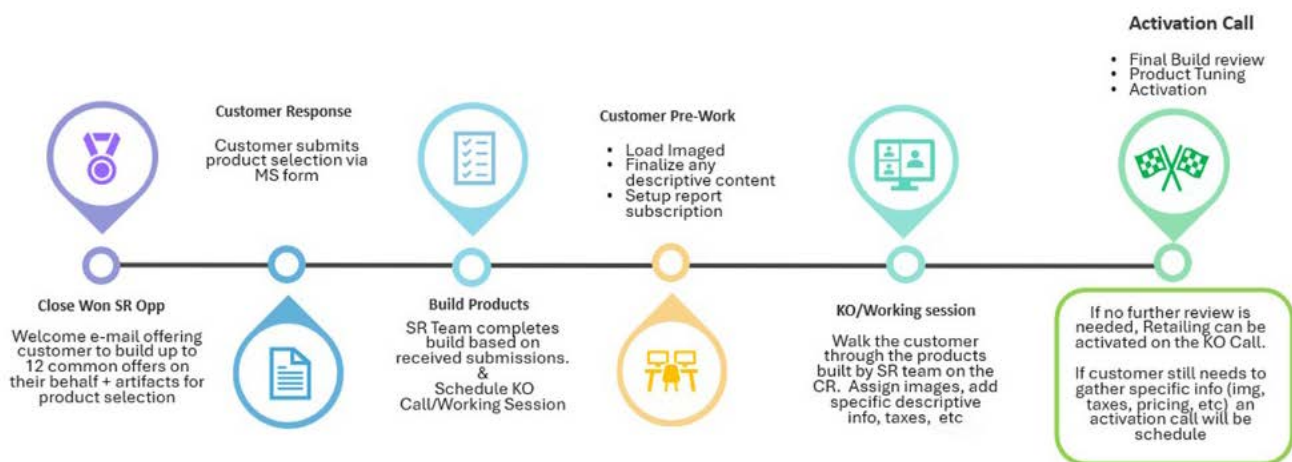 Close Won SR Opp
Welcome e-mail offering
customer to build up to
12 common offers on
their behalf + artifacts for
product selection
Customer Response
Customer submits
product selection via
MS form
Build Products
SR Team completes
build based on
received submissions.
&
Schedule KO
Call/Working Session
Customer Pre-Work
• Load Imaged
• Finalize any
descriptive content
• Setup report
subscription
KO/Working session
Walk the customer
through the products
built by SR team on the
CR. Assign images, add
specific descriptive
info, taxes, etc
Activation Call
• Final Build review
• Product Tuning
• Activation
If no further review is
needed, Retailing can be
activated on the KO Call.
If customer still needs to
gather specific info (img,
taxes, pricing, etc) an
activation call will be
schedule